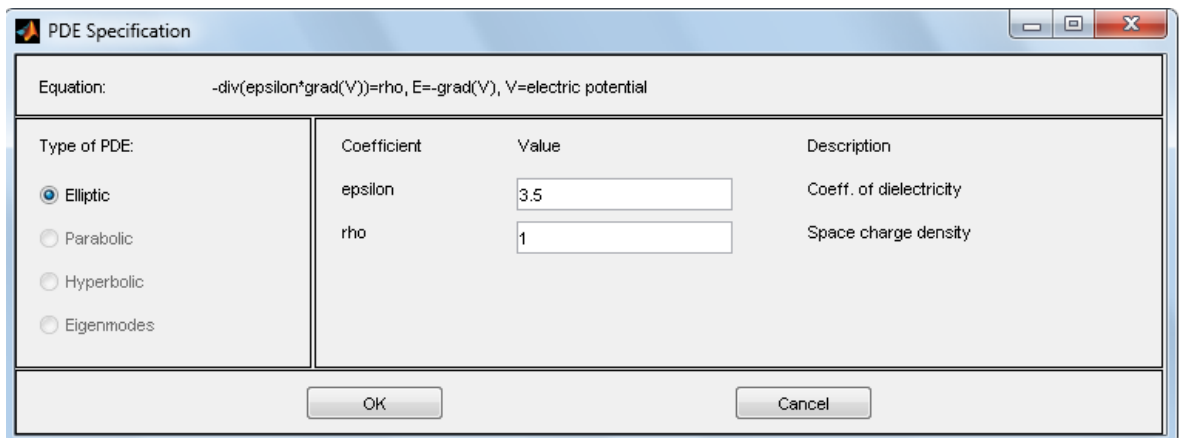 PDE Specification
Equation: -div(epsilon*grad(V))=rho, E=-grad(V), V=electric potential
Type of PDE:
Elliptic
Parabolic
Hyperbolic
Eigenmodes
Coefficient Value Description
epsilon 3.5 Coeff. of dielectricity
rho 1 Space charge density
OK Cancel